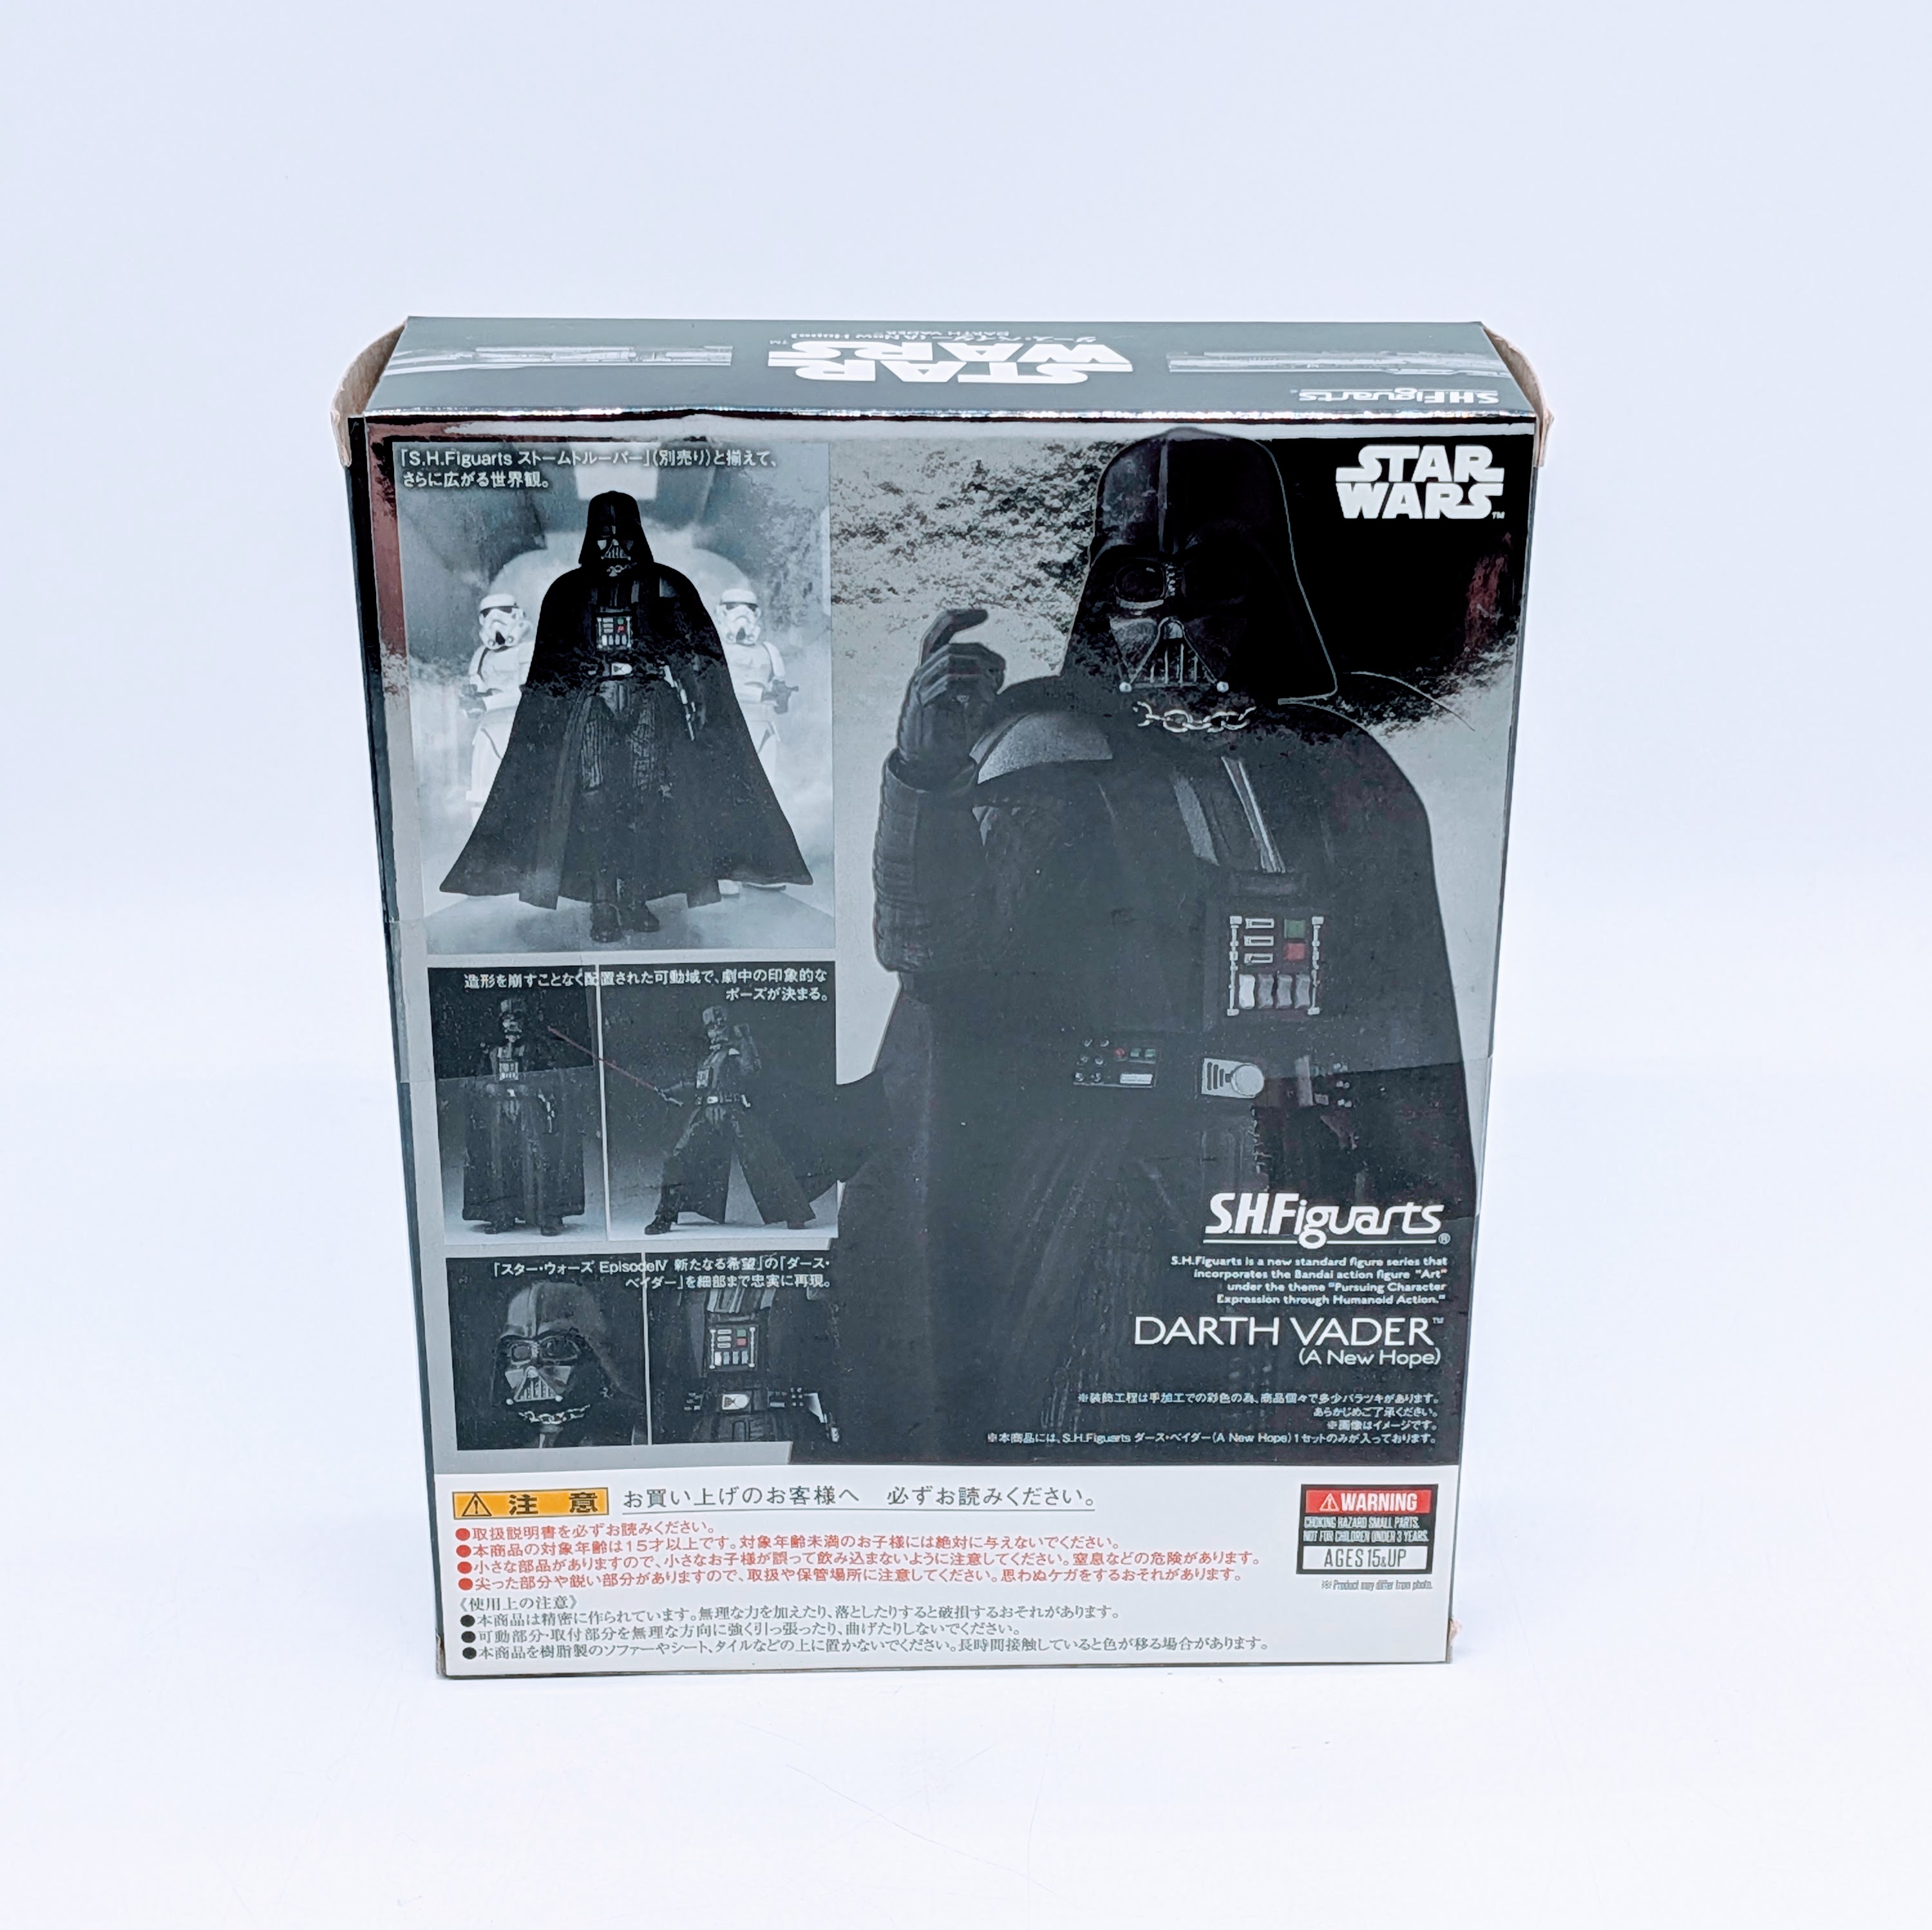 ダース・ベイダー (A New Hope)
DARTH VADER™
STAR
WARS™
S.H.Figuarts
「S.H.Figuarts ストームトルーパー」(別売り)と揃えて、
さらに広がる世界観。
STAR
WARS™
造形を崩すことなく配置された可動域で、劇中の印象的な
ポーズが決まる。
「スター・ウォーズ EpisodeⅣ 新たなる希望」の「ダース・
ベイダー」を細部まで忠実に再現。
S.H.Figuarts®
S.H.Figuarts is a new standard figure series that
incorporates the Bandai action figure "Art"
under the theme "Pursuing Character
Expression through Humanoid Action."
DARTH VADER™
(A New Hope)
※装飾工程は手加工での彩色の為、商品個々で多少バラツキがあります。
あらかじめご了承ください。
※画像はイメージです。
※本商品には、S.H.Figuarts ダース・ベイダー(A New Hope)1セットのみが入っております。
注意 お買い上げのお客様へ 必ずお読みください。
●取扱説明書を必ずお読みください。
●本商品の対象年齢は15才以上です。対象年齢未満のお子様には絶対に与えないでください。
●小さな部品がありますので、小さなお子様が誤って飲み込まないように注意してください。窒息などの危険があります。
●尖った部分や鋭い部分がありますので、取扱や保管場所に注意してください。思わぬケガをするおそれがあります。
《使用上の注意》
●本商品は精密に作られています。無理な力を加えたり、落としたりすると破損するおそれがあります。
●可動部分・取付部分を無理な方向に強く引っ張ったり、曲げたりしないでください。
●本商品を樹脂製のソファーやシート、タイルなどの上に置かないでください。長時間接触していると色が移る場合があります。
WARNING
CHOKING HAZARD SMALL PARTS.
NOT FOR CHILDREN UNDER 3 YEARS.
AGES 15 & UP
※Product may differ from photo.